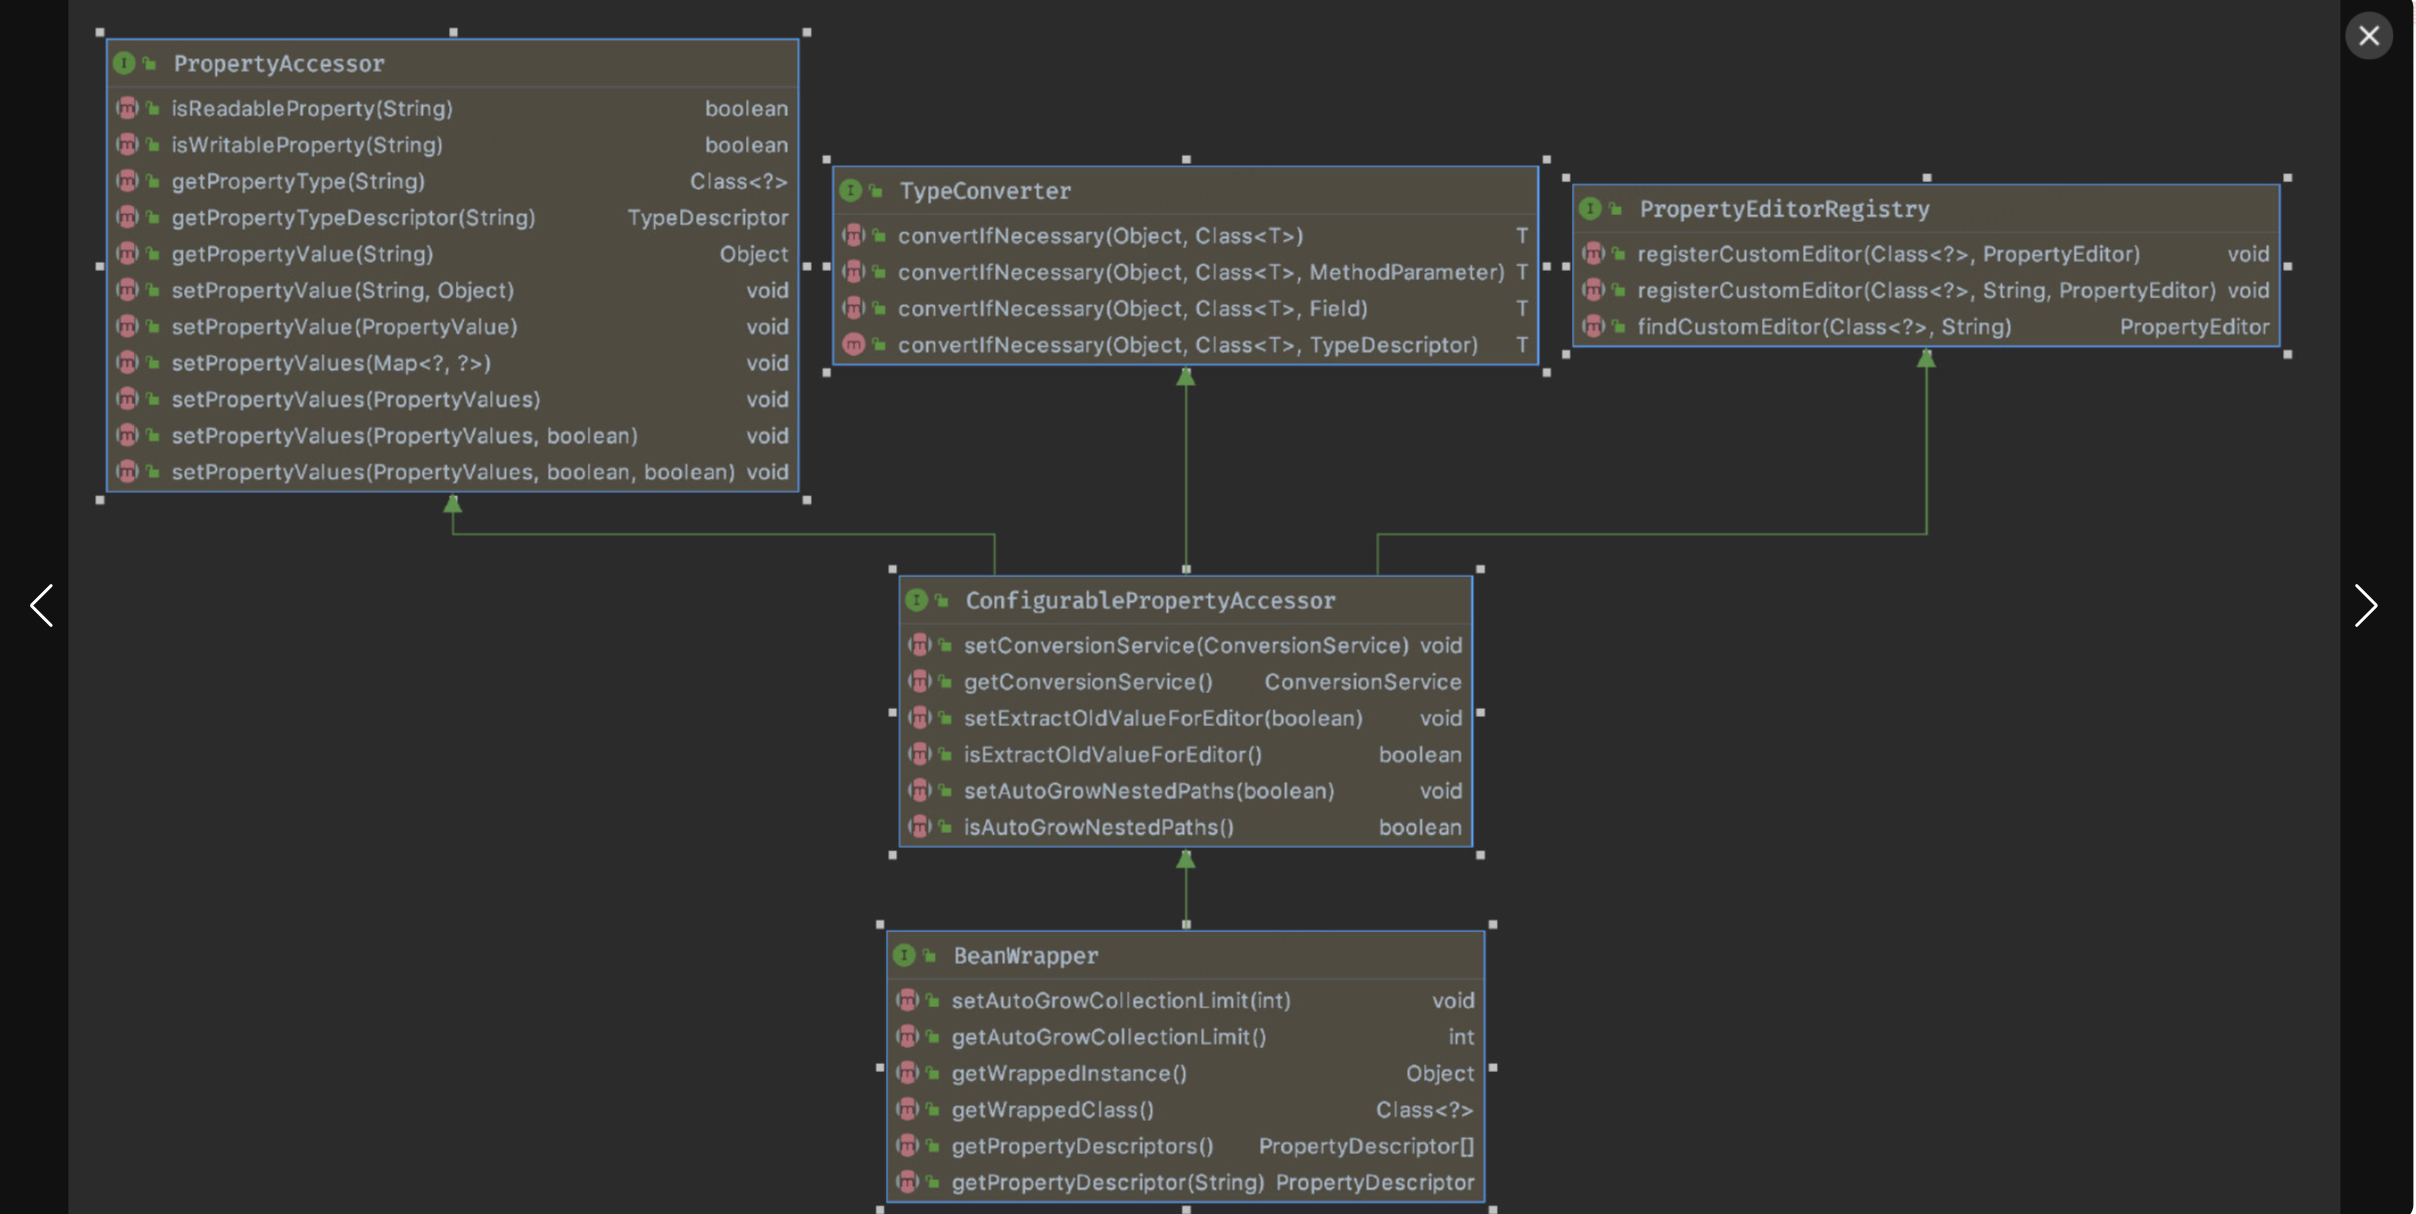 PropertyAccessor
isReadableProperty(String) boolean
isWritableProperty(String) boolean
getPropertyType(String) Class<?>
getPropertyTypeDescriptor(String) TypeDescriptor
getPropertyValue(String) Object
setPropertyValue(String, Object) void
setPropertyValue(PropertyValue) void
setPropertyValues(Map<?, ?>) void
setPropertyValues(PropertyValues) void
setPropertyValues(PropertyValues, boolean) void
setPropertyValues(PropertyValues, boolean, boolean) void
TypeConverter
convertIfNecessary(Object, Class<T>) T
convertIfNecessary(Object, Class<T>, MethodParameter) T
convertIfNecessary(Object, Class<T>, Field) T
convertIfNecessary(Object, Class<T>, TypeDescriptor) T
PropertyEditorRegistry
registerCustomEditor(Class<?>, PropertyEditor) void
registerCustomEditor(Class<?>, String, PropertyEditor) void
findCustomEditor(Class<?>, String) PropertyEditor
ConfigurablePropertyAccessor
setConversionService(ConversionService) void
getConversionService() ConversionService
setExtractOldValueForEditor(boolean) void
isExtractOldValueForEditor() boolean
setAutoGrowNestedPaths(boolean) void
isAutoGrowNestedPaths() boolean
BeanWrapper
setAutoGrowCollectionLimit(int) void
getAutoGrowCollectionLimit() int
getWrappedInstance() Object
getWrappedClass() Class<?>
getPropertyDescriptors() PropertyDescriptor[]
getPropertyDescriptor(String) PropertyDescriptor